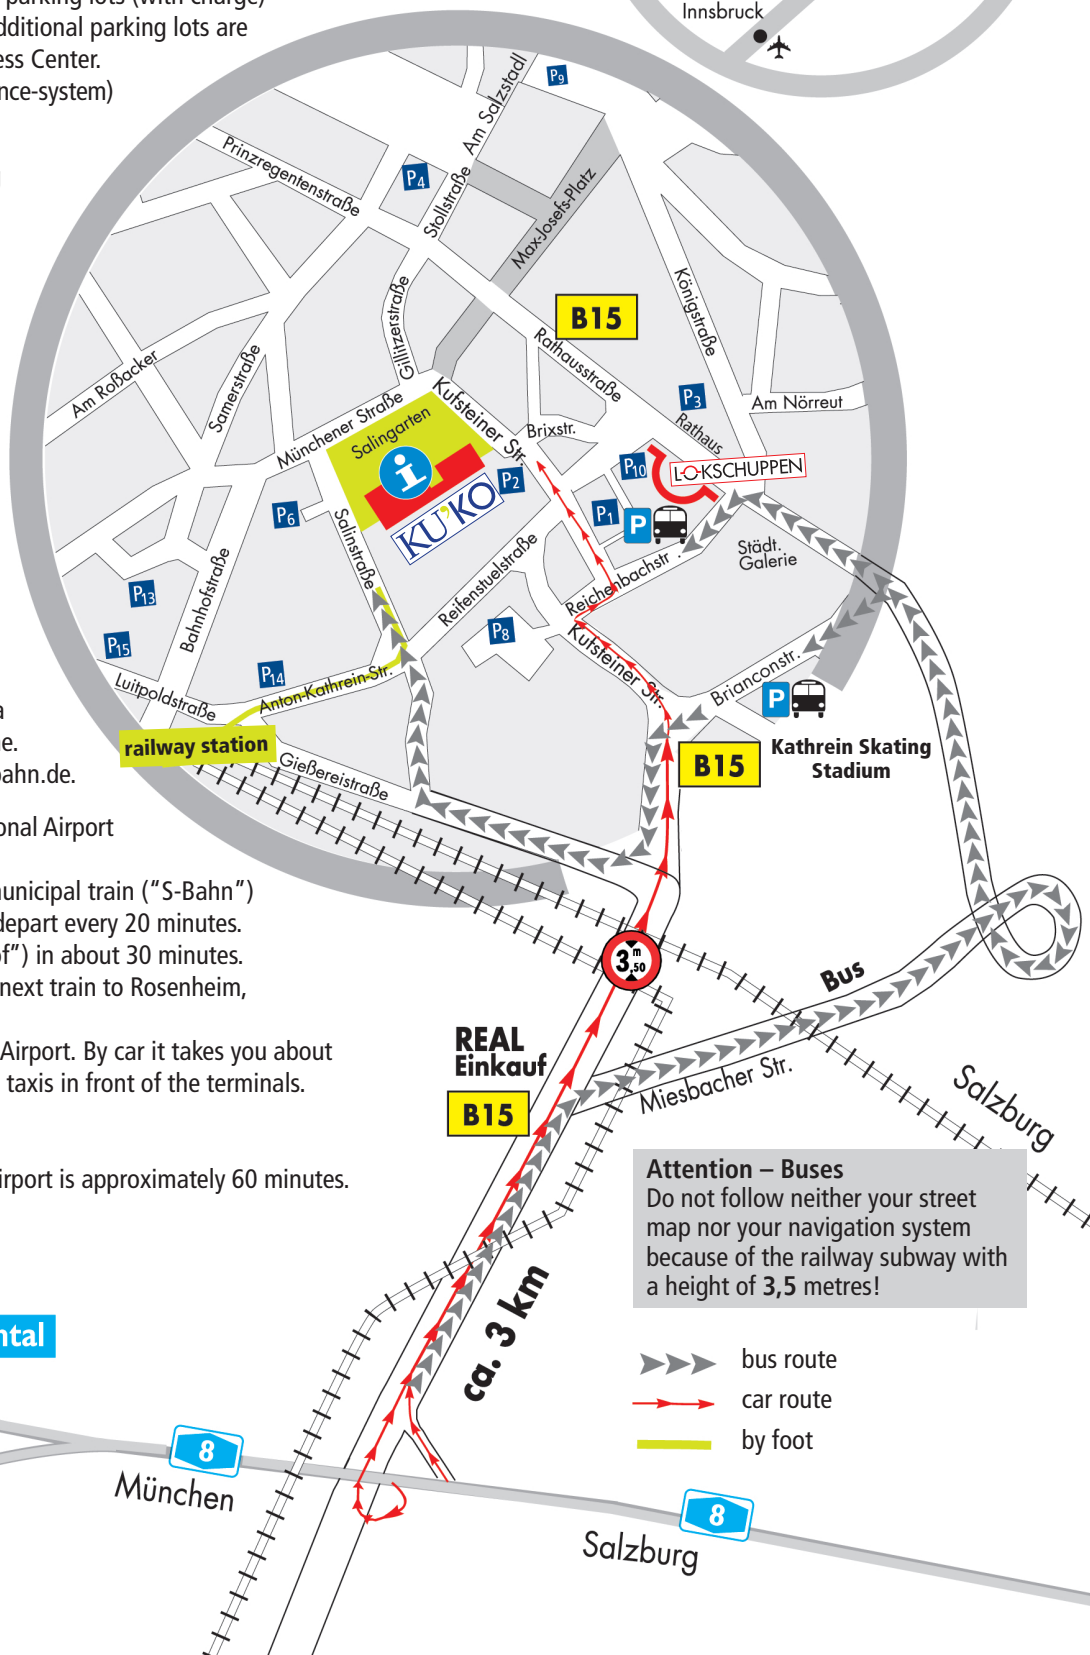 parking lots (with charge)
dditional parking lots are
ess Center.
nce-system)
Innsbruck
P9
Am Salzstadl
Prinzregentenstraße
P4
Stollstraße
Max-Josefs-Platz
Gillitzerstraße
Königstraße
B15
Rathausstraße
Am Roßacker
Samerstraße
Münchener Straße
Salingarten
Kufsteiner Str.
P3
Am Nörreut
Brixstr.
Rathaus
LOKSCHUPPEN
P10
P2
KU'KO
P6
P1
P
Salinstraße
Städt.
Galerie
Reifenstuelstraße
Reichenbachstr.
Bahnhofstraße
P13
P15
P8
Kufsteiner Str.
P14
Luitpoldstraße
Anton-Kathrein-Str.
Brianconstr.
P
railway station
Kathrein Skating
Stadium
B15
Gießereistraße
a
ne.
bahn.de.
onal Airport
municipal train (“S-Bahn”)
depart every 20 minutes.
of”) in about 30 minutes.
next train to Rosenheim,
Airport. By car it takes you about
taxis in front of the terminals.
irport is approximately 60 minutes.
3,50
m
Bus
REAL
Einkauf
B15
Miesbacher Str.
Salzburg
Attention – Buses
Do not follow neither your street
map nor your navigation system
because of the railway subway with
a height of 3,5 metres!
ca. 3 km
ntal
bus route
car route
by foot
8
München
8
Salzburg